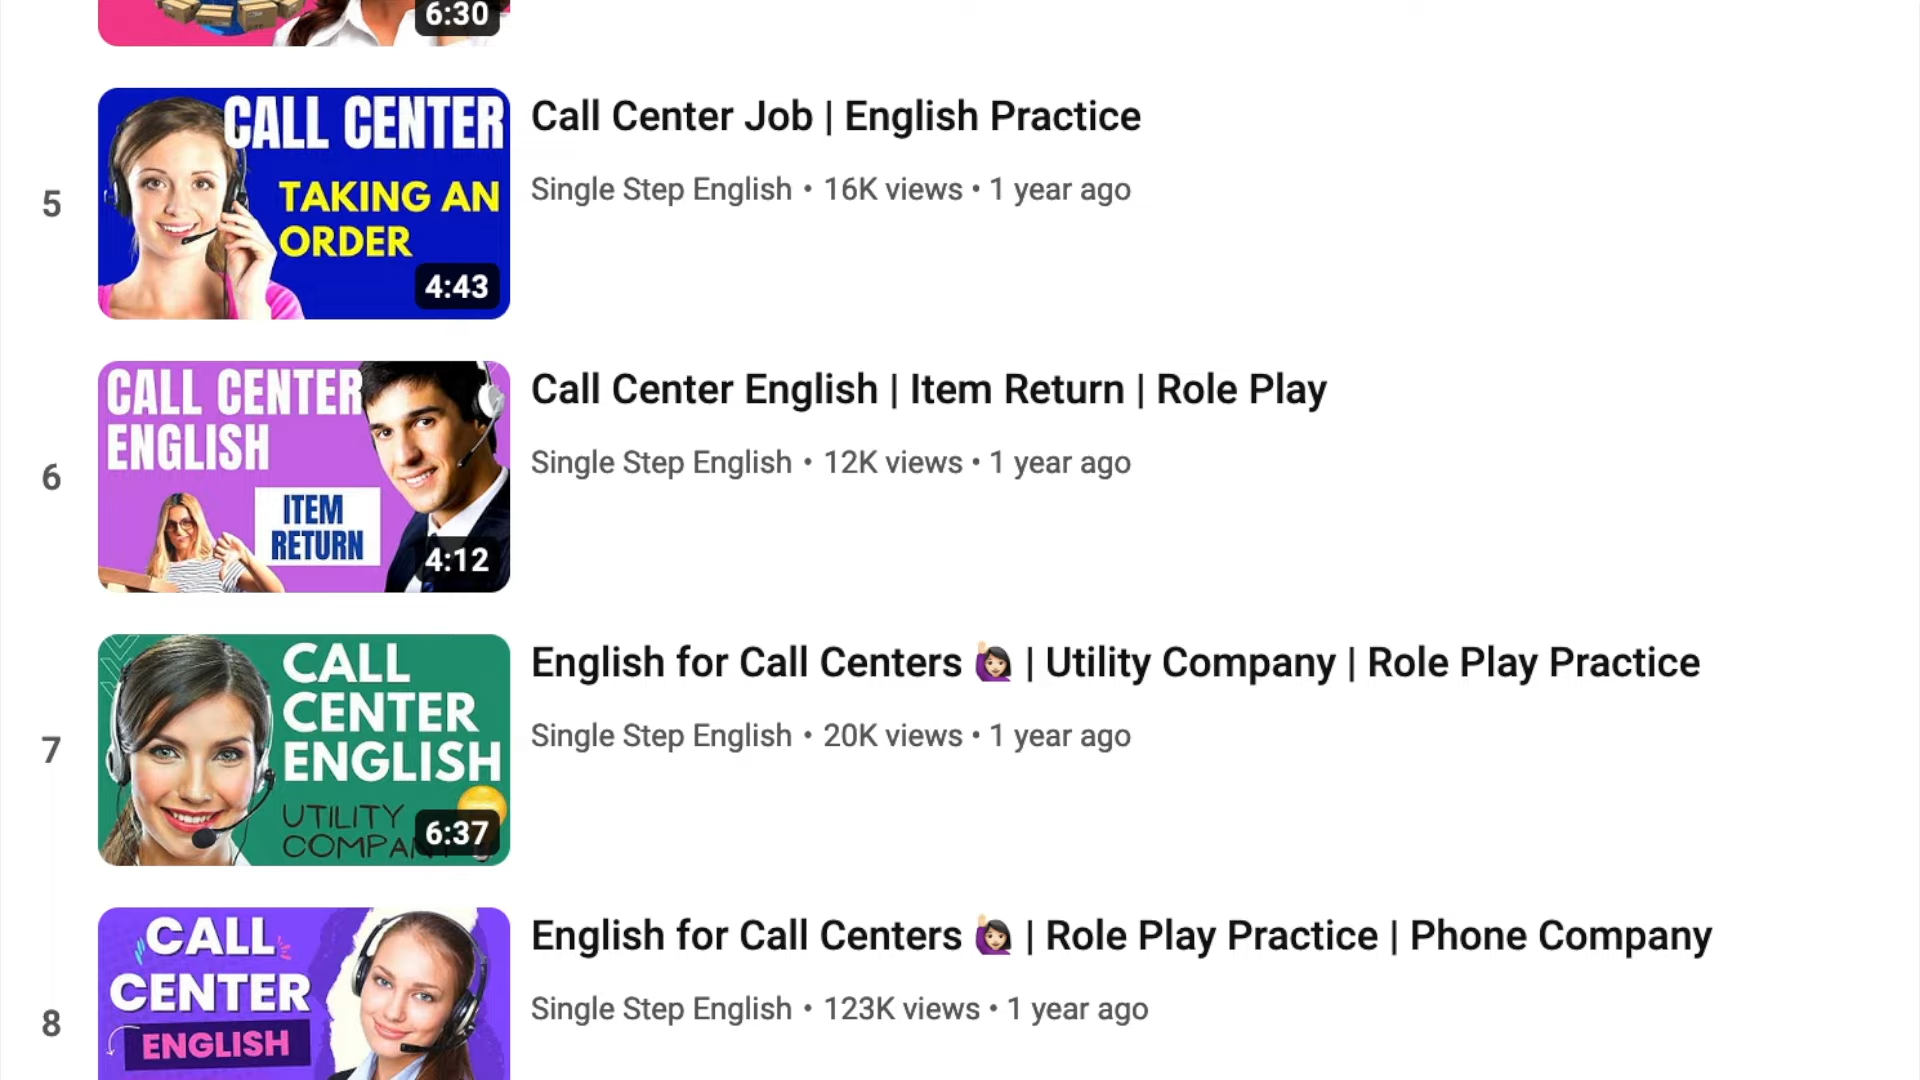 6:30
5
CALL CENTER
TAKING AN
ORDER
4:43
Call Center Job | English Practice
Single Step English • 16K views • 1 year ago
6
CALL CENTER
ENGLISH
ITEM
RETURN
4:12
Call Center English | Item Return | Role Play
Single Step English • 12K views • 1 year ago
7
CALL
CENTER
ENGLISH
UTILITY
6:37
English for Call Centers 🙋🏻‍♀️ | Utility Company | Role Play Practice
Single Step English • 20K views • 1 year ago
8
CALL
CENTER
ENGLISH
English for Call Centers 🙋🏻‍♀️ | Role Play Practice | Phone Company
Single Step English • 123K views • 1 year ago